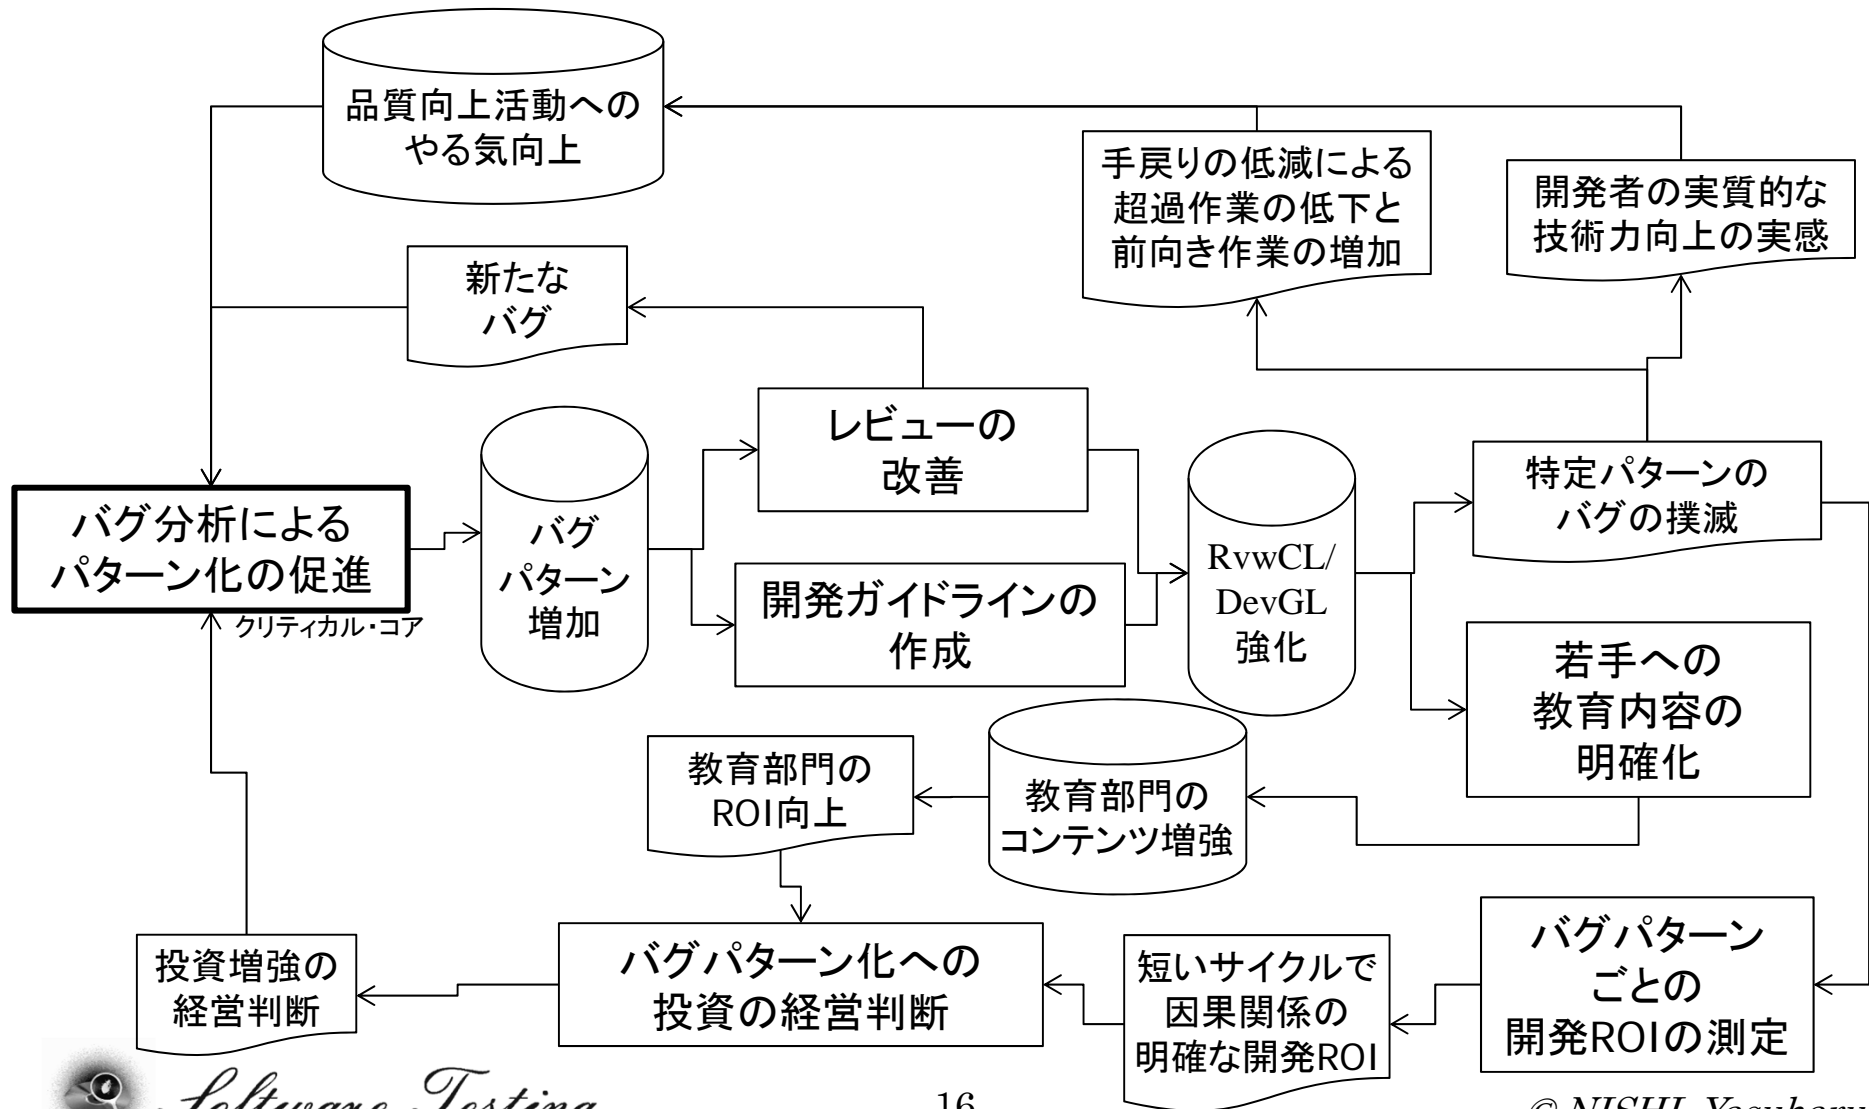 品質向上活動への
やる気向上
手戻りの低減による
超過作業の低下と
前向き作業の増加
開発者の実質的な
技術力向上の実感
新たな
バグ
レビューの
改善
特定パターンの
バグの撲滅
バグ分析による
パターン化の促進
クリティカル・コア
バグ
パターン
増加
開発ガイドラインの
作成
RvwCL/
DevGL
強化
若手への
教育内容の
明確化
教育部門の
ROI向上
教育部門の
コンテンツ増強
投資増強の
経営判断
バグパターン化への
投資の経営判断
短いサイクルで
因果関係の
明確な開発ROI
バグパターン
ごとの
開発ROIの測定
Software Testing
16
© NISHI, Yasuharu